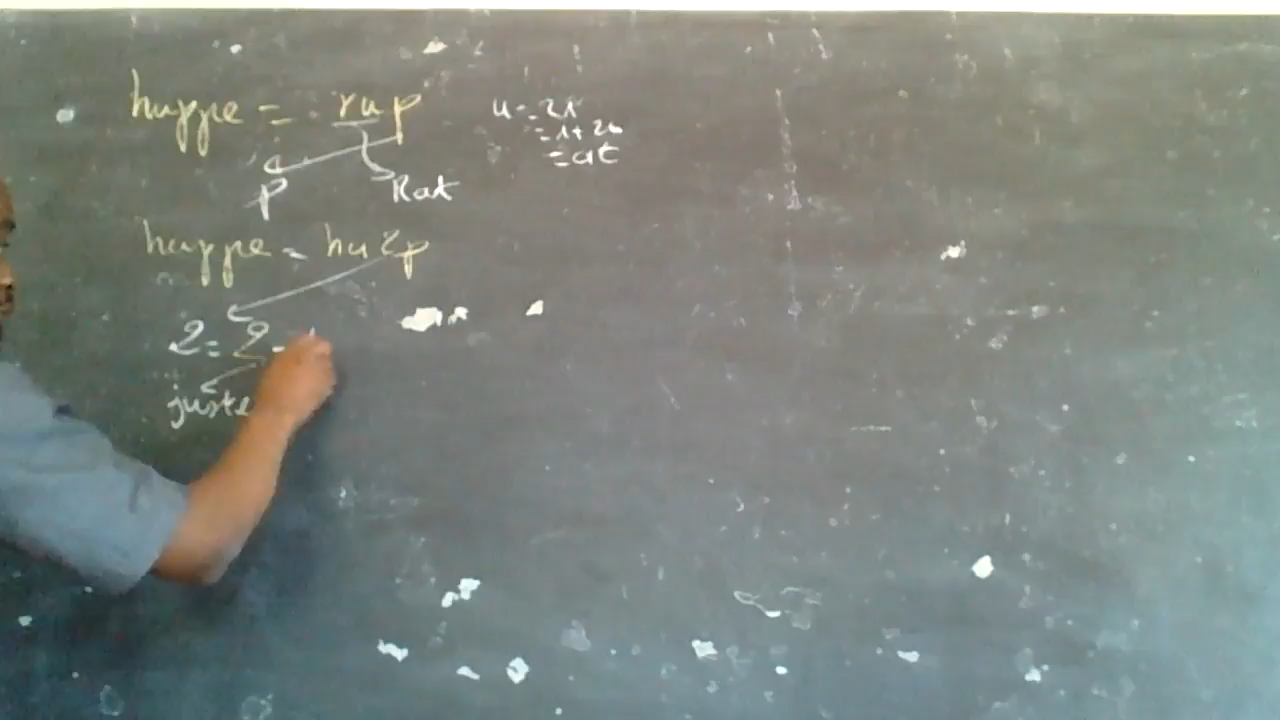 huppe = rup
u = 21
= 1 + 20
= at
p Rat
huppe = hu2p
2 = 2 -
juste